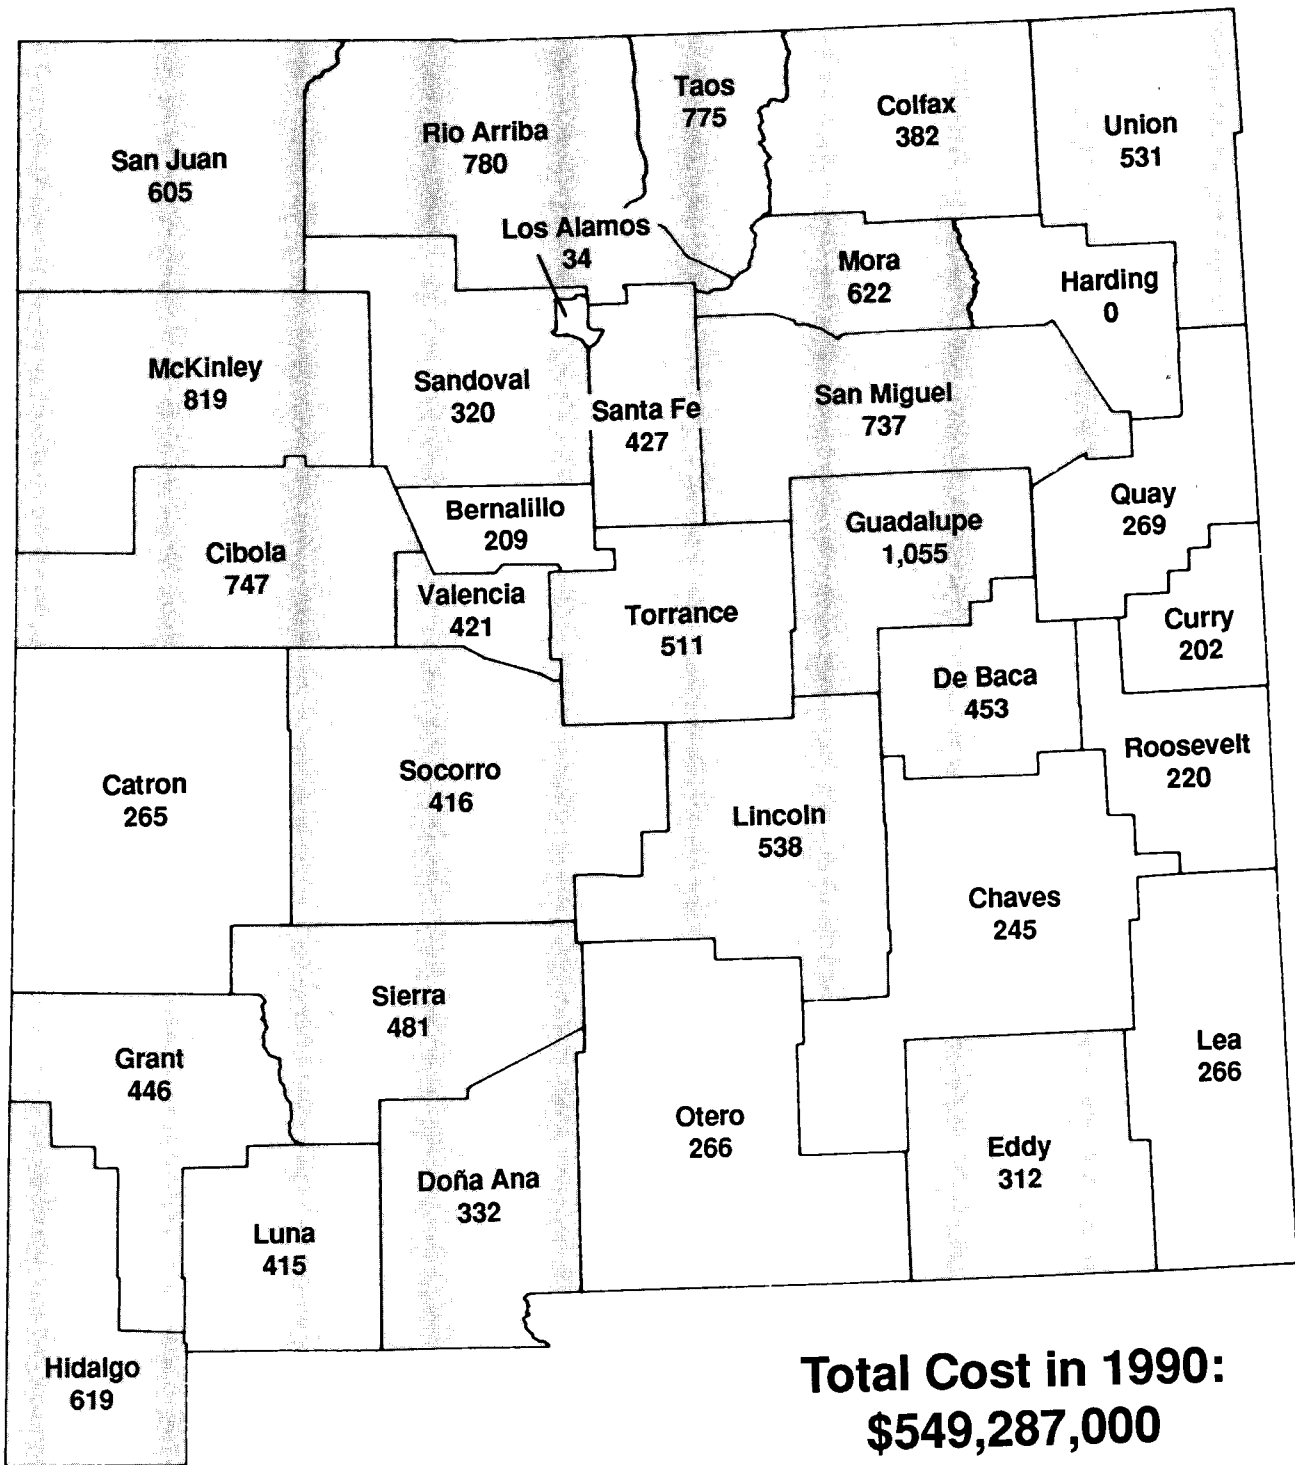 Taos
775
Colfax
382
Union
531
San Juan
605
Rio Arriba
780
Los Alamos
34
Mora
622
Harding
0
McKinley
819
Sandoval
320
Santa Fe
427
San Miguel
737
Bernalillo
209
Guadalupe
1,055
Quay
269
Cibola
747
Valencia
421
Torrance
511
Curry
202
De Baca
453
Roosevelt
220
Catron
265
Socorro
416
Lincoln
538
Chaves
245
Sierra
481
Grant
446
Otero
266
Lea
266
Eddy
312
Doña Ana
332
Luna
415
Hidalgo
619
Total Cost in 1990:
$549,287,000